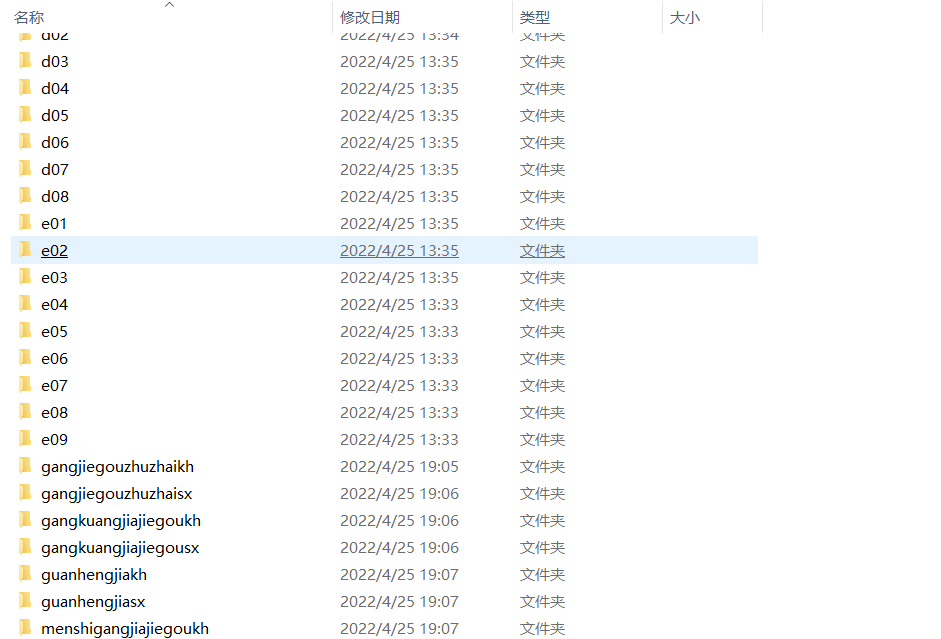 名称 修改日期 类型 大小
d02 2022/4/25 13:34 文件夹
d03 2022/4/25 13:35 文件夹
d04 2022/4/25 13:35 文件夹
d05 2022/4/25 13:35 文件夹
d06 2022/4/25 13:35 文件夹
d07 2022/4/25 13:35 文件夹
d08 2022/4/25 13:35 文件夹
e01 2022/4/25 13:35 文件夹
e02 2022/4/25 13:35 文件夹
e03 2022/4/25 13:35 文件夹
e04 2022/4/25 13:33 文件夹
e05 2022/4/25 13:33 文件夹
e06 2022/4/25 13:33 文件夹
e07 2022/4/25 13:33 文件夹
e08 2022/4/25 13:33 文件夹
e09 2022/4/25 13:33 文件夹
gangjiegouzhuzhaikh 2022/4/25 19:05 文件夹
gangjiegouzhuzhaisx 2022/4/25 19:06 文件夹
gangkuangjiajiegoukh 2022/4/25 19:06 文件夹
gangkuangjiajiegousx 2022/4/25 19:06 文件夹
guanhengjiakh 2022/4/25 19:07 文件夹
guanhengjiasx 2022/4/25 19:07 文件夹
menshigangjiajiegoukh 2022/4/25 19:07 文件夹